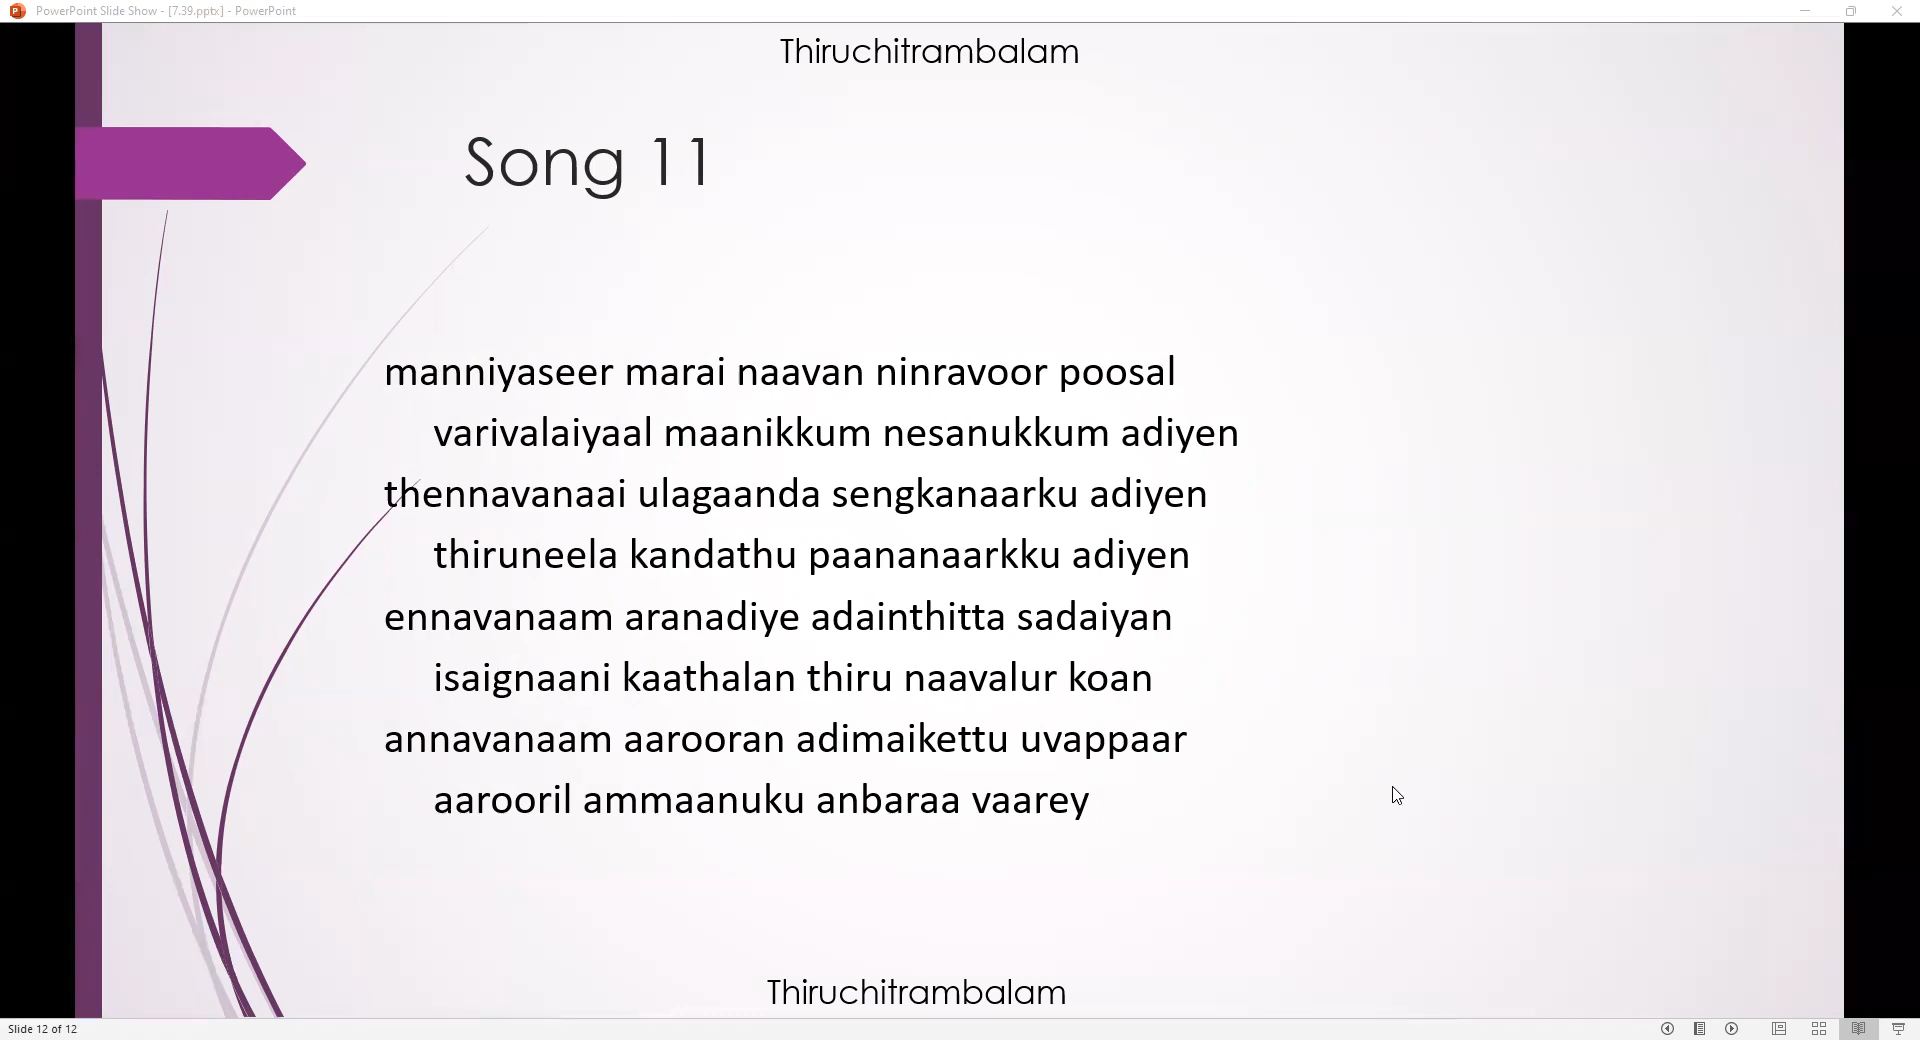 PowerPoint Slide Show - [7.39.pptx] - PowerPoint
Thiruchitrambalam
Song 11
manniyaseer marai naavan ninravoor poosal
varivalaiyaal maanikkum nesanukkum adiyen
thennavanaai ulagaanda sengkanaarku adiyen
thiruneela kandathu paananaarkku adiyen
ennavanaam aranadiye adainthitta sadaiyan
isaignaani kaathalan thiru naavalur koan
annavanaam aarooran adimaikettu uvappaar
aarooril ammaanuku anbaraa vaarey
Thiruchitrambalam
Slide 12 of 12